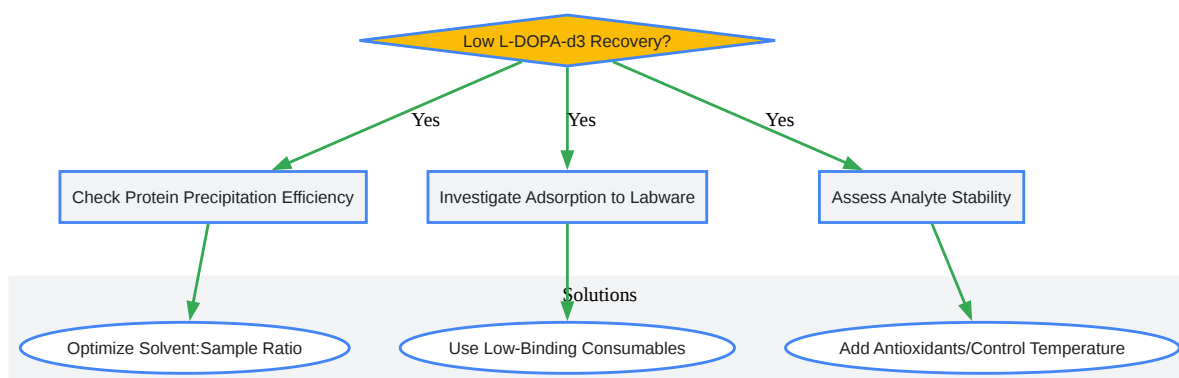 Low L-DOPA-d3 Recovery?
Yes
Yes
Yes
Check Protein Precipitation Efficiency
Investigate Adsorption to Labware
Assess Analyte Stability
Solutions
Optimize Solvent:Sample Ratio
Use Low-Binding Consumables
Add Antioxidants/Control Temperature